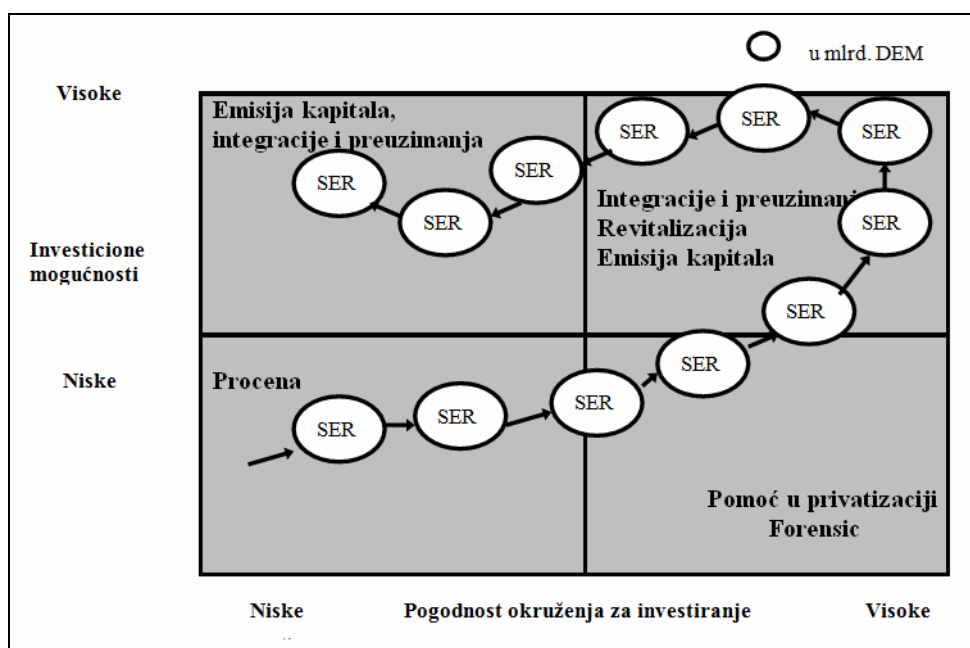 u mlrd. DEM
Visoke
Emisija kapitala,
integracije i preuzimanja
SER
SER
SER
SER
SER
SER
SER
Integracije i preuzimanj
Revitalizacija
Emisija kapitala
SER
Investicione
mogućnosti
SER
Niske
Procena
SER
SER
SER
SER
Pomoć u privatizaciji
Forensic
Niske
Pogodnost okruženja za investiranje
Visoke